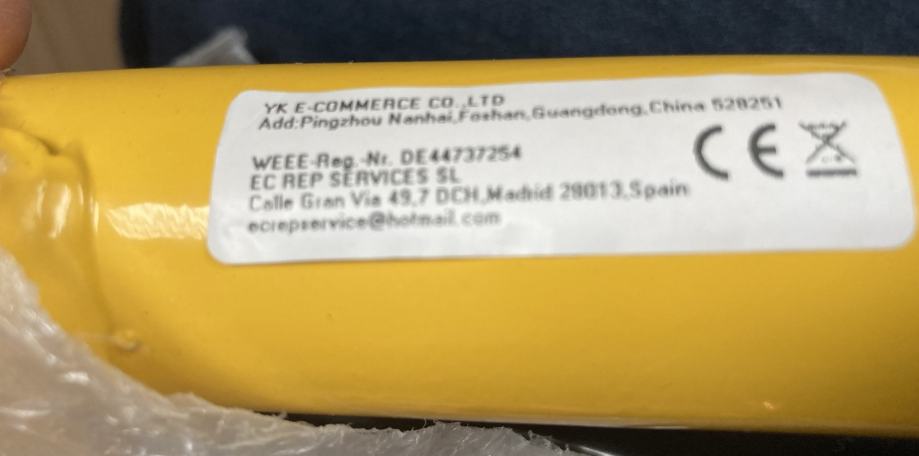 YK E-COMMERCE CO.,LTD
Add:Pingzhou Nanhai,Foshan,Guangdong,China 528251
WEEE-Reg.-Nr. DE44737254
EC REP SERVICES SL
Calle Gran Via 49,7 DCH,Madrid 28013,Spain
ecrepservice@hotmail.com
CE